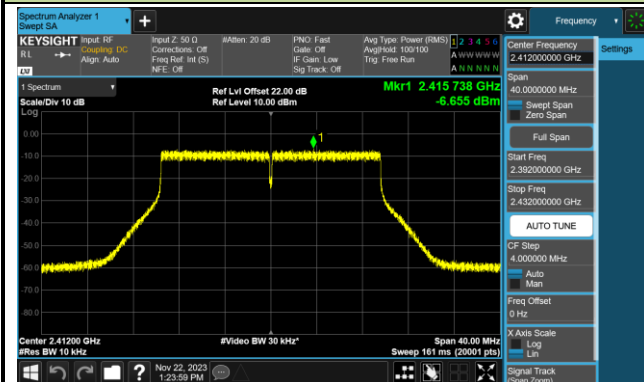 Spectrum Analyzer 1
Swept SA
+
Frequency
KEYSIGHT Input: RF Input Z: 50 Ω #Atten: 20 dB PNO: Fast Avg Type: Power (RMS) 1 2 3 4 5 6
RL Coupling: DC Corrections: Off Gate: Off Avg|Hold: 100/100 A W W W W W
Align: Auto Freq Ref: Int (S) IF Gain: Low Trig: Free Run
NFE: Off Sig Track: Off A N N N N N
LXI
1 Spectrum
Scale/Div 10 dB
Ref Lvl Offset 22.00 dB
Ref Level 10.00 dBm
Mkr1 2.415 738 GHz
-6.655 dBm
Log
0.00
-10.0
-20.0
-30.0
-40.0
-50.0
-60.0
-70.0
-80.0
1
Center 2.41200 GHz
#Res BW 10 kHz
#Video BW 30 kHz*
Span 40.00 MHz
Sweep 161 ms (20001 pts)
Center Frequency
2.412000000 GHz
Span
40.0000000 MHz
Swept Span
Zero Span
Full Span
Start Freq
2.392000000 GHz
Stop Freq
2.432000000 GHz
AUTO TUNE
CF Step
4.000000 MHz
Auto
Man
Freq Offset
0 Hz
X Axis Scale
Log
Lin
Signal Track
(Span Zoom)
Settings
?
Nov 22, 2023
1:23:59 PM